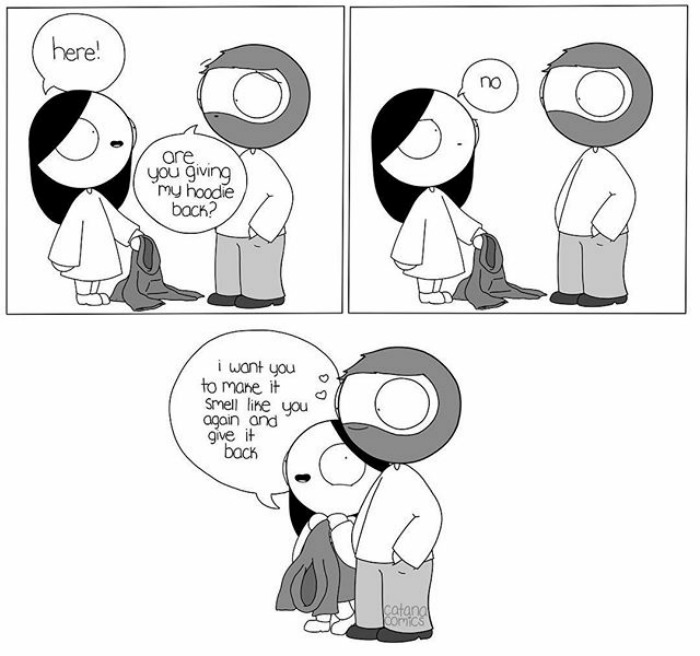 here!
are
you giving
my hoodie
back?
no
i want you
to make it
smell like you
again and
give it
back
catana
comics